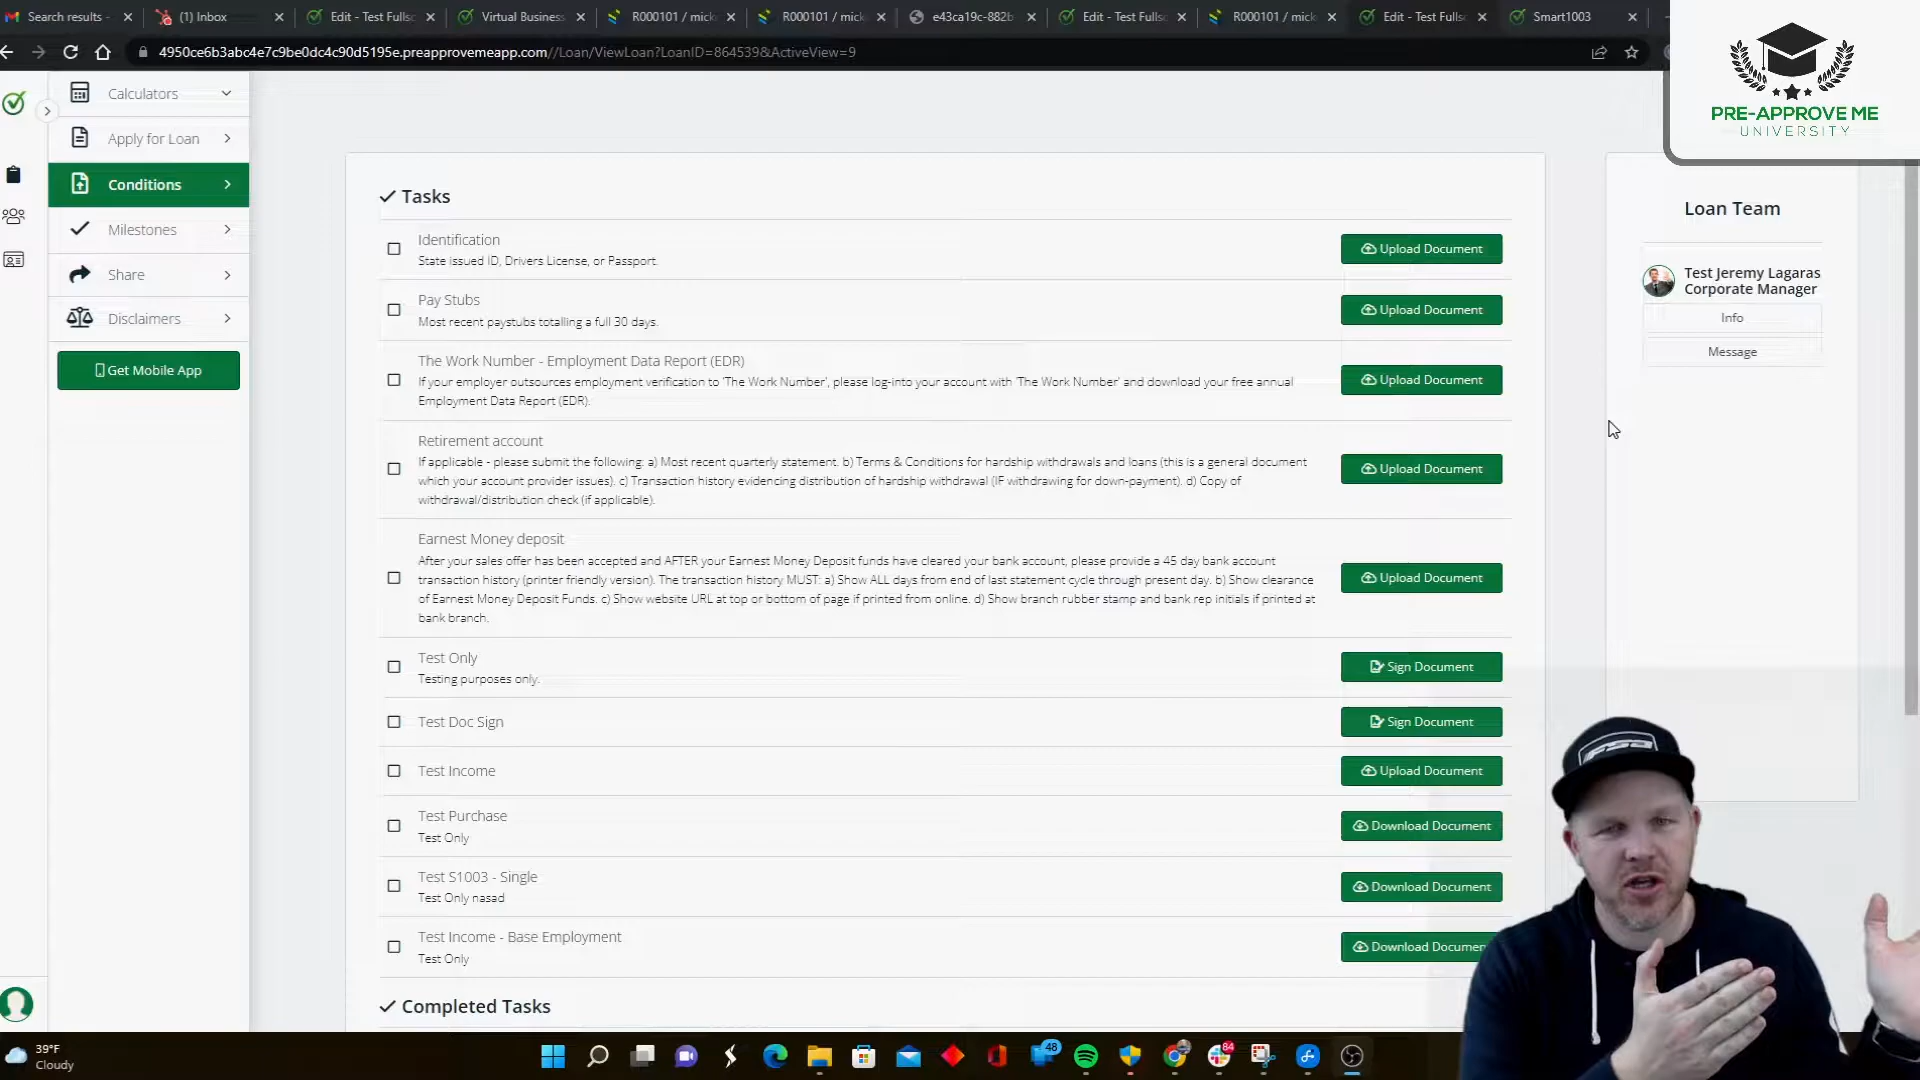 Search results -
(1) Inbox
Edit - Test Fullsc
Virtual Business
R000101 / mick
R000101 / mick
e43ca19c-882b
Edit - Test Fullsc
R000101 / mick
Edit - Test Fullsc
Smart1003
4950ce6b3abc4e7c9be0dc4c90d5195e.preapprovemeapp.com//Loan/ViewLoan?LoanID=864539&ActiveView=9
PRE-APPROVE ME
UNIVERSITY
Calculators
Apply for Loan
Conditions
Milestones
Share
Disclaimers
Get Mobile App
Tasks
Identification
State issued ID, Drivers License, or Passport.
Upload Document
Pay Stubs
Most recent paystubs totalling a full 30 days.
Upload Document
The Work Number - Employment Data Report (EDR)
If your employer outsources employment verification to 'The Work Number', please log-into your account with 'The Work Number' and download your free annual
Employment Data Report (EDR).
Upload Document
Retirement account
If applicable - please submit the following: a) Most recent quarterly statement. b) Terms & Conditions for hardship withdrawals and loans (this is a general document
which your account provider issues). c) Transaction history evidencing distribution of hardship withdrawal (IF withdrawing for down-payment). d) Copy of
withdrawal/distribution check (if applicable).
Upload Document
Earnest Money deposit
After your sales offer has been accepted and AFTER your Earnest Money Deposit funds have cleared your bank account, please provide a 45 day bank account
transaction history (printer friendly version). The transaction history MUST: a) Show ALL days from end of last statement cycle through present day. b) Show clearance
of Earnest Money Deposit Funds. c) Show website URL at top or bottom of page if printed from online. d) Show branch rubber stamp and bank rep initials if printed at
bank branch.
Upload Document
Test Only
Testing purposes only.
Sign Document
Test Doc Sign
Sign Document
Test Income
Upload Document
Test Purchase
Test Only
Download Document
Test S1003 - Single
Test Only nasad
Download Document
Test Income - Base Employment
Test Only
Download Documen
Completed Tasks
Loan Team
Test Jeremy Lagaras
Corporate Manager
Info
Message
39°F
Cloudy
48
84